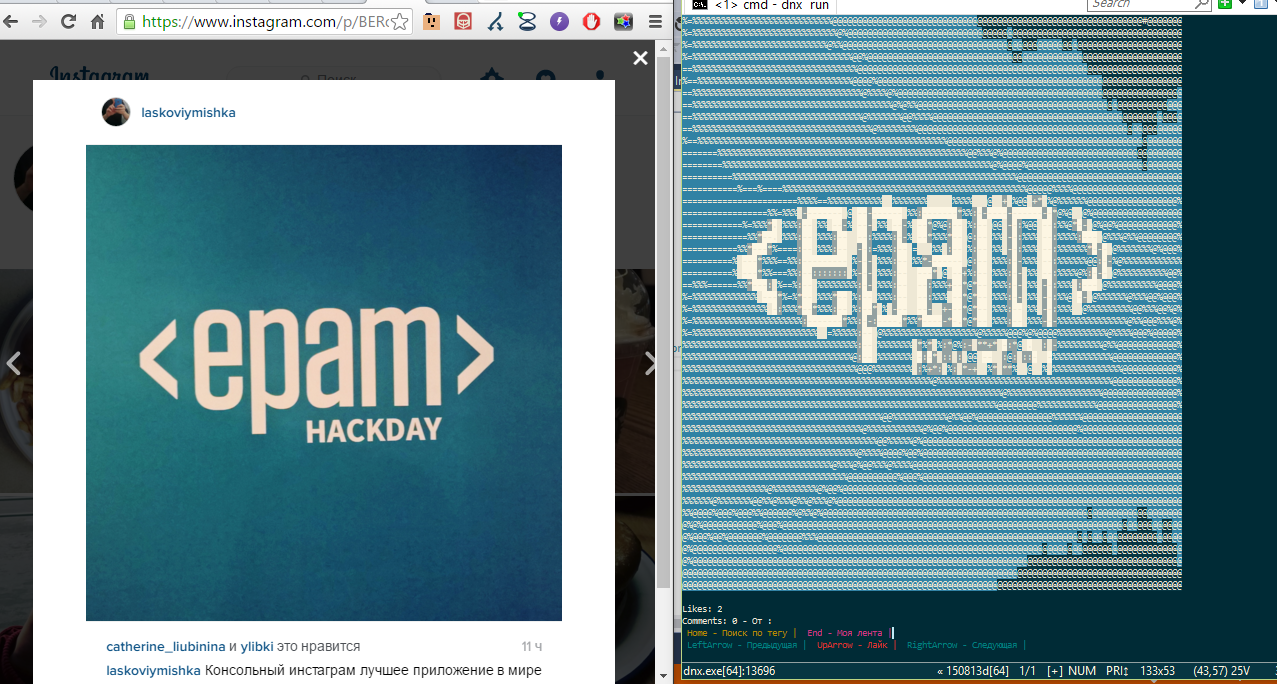 https://www.instagram.com/p/BER
<1> cmd - dnx run
Search
Instagram
Поиск
laskoviymishka
<epam>
HACKDAY
catherine_liubinina и ylibki это нравится
11 ч
laskoviymishka Консольный инстаграм лучшее приложение в мире
<epam>
Likes: 2
Comments: 0 - От :
Home - Поиск по тегу | End - Моя лента |
LeftArrow - Предыдущая | UpArrow - Лайк | RightArrow - Следующая |
dnx.exe[64]:13696
« 150813d[64] 1/1 [+] NUM PRI↕ 133x53 (43,57) 25V